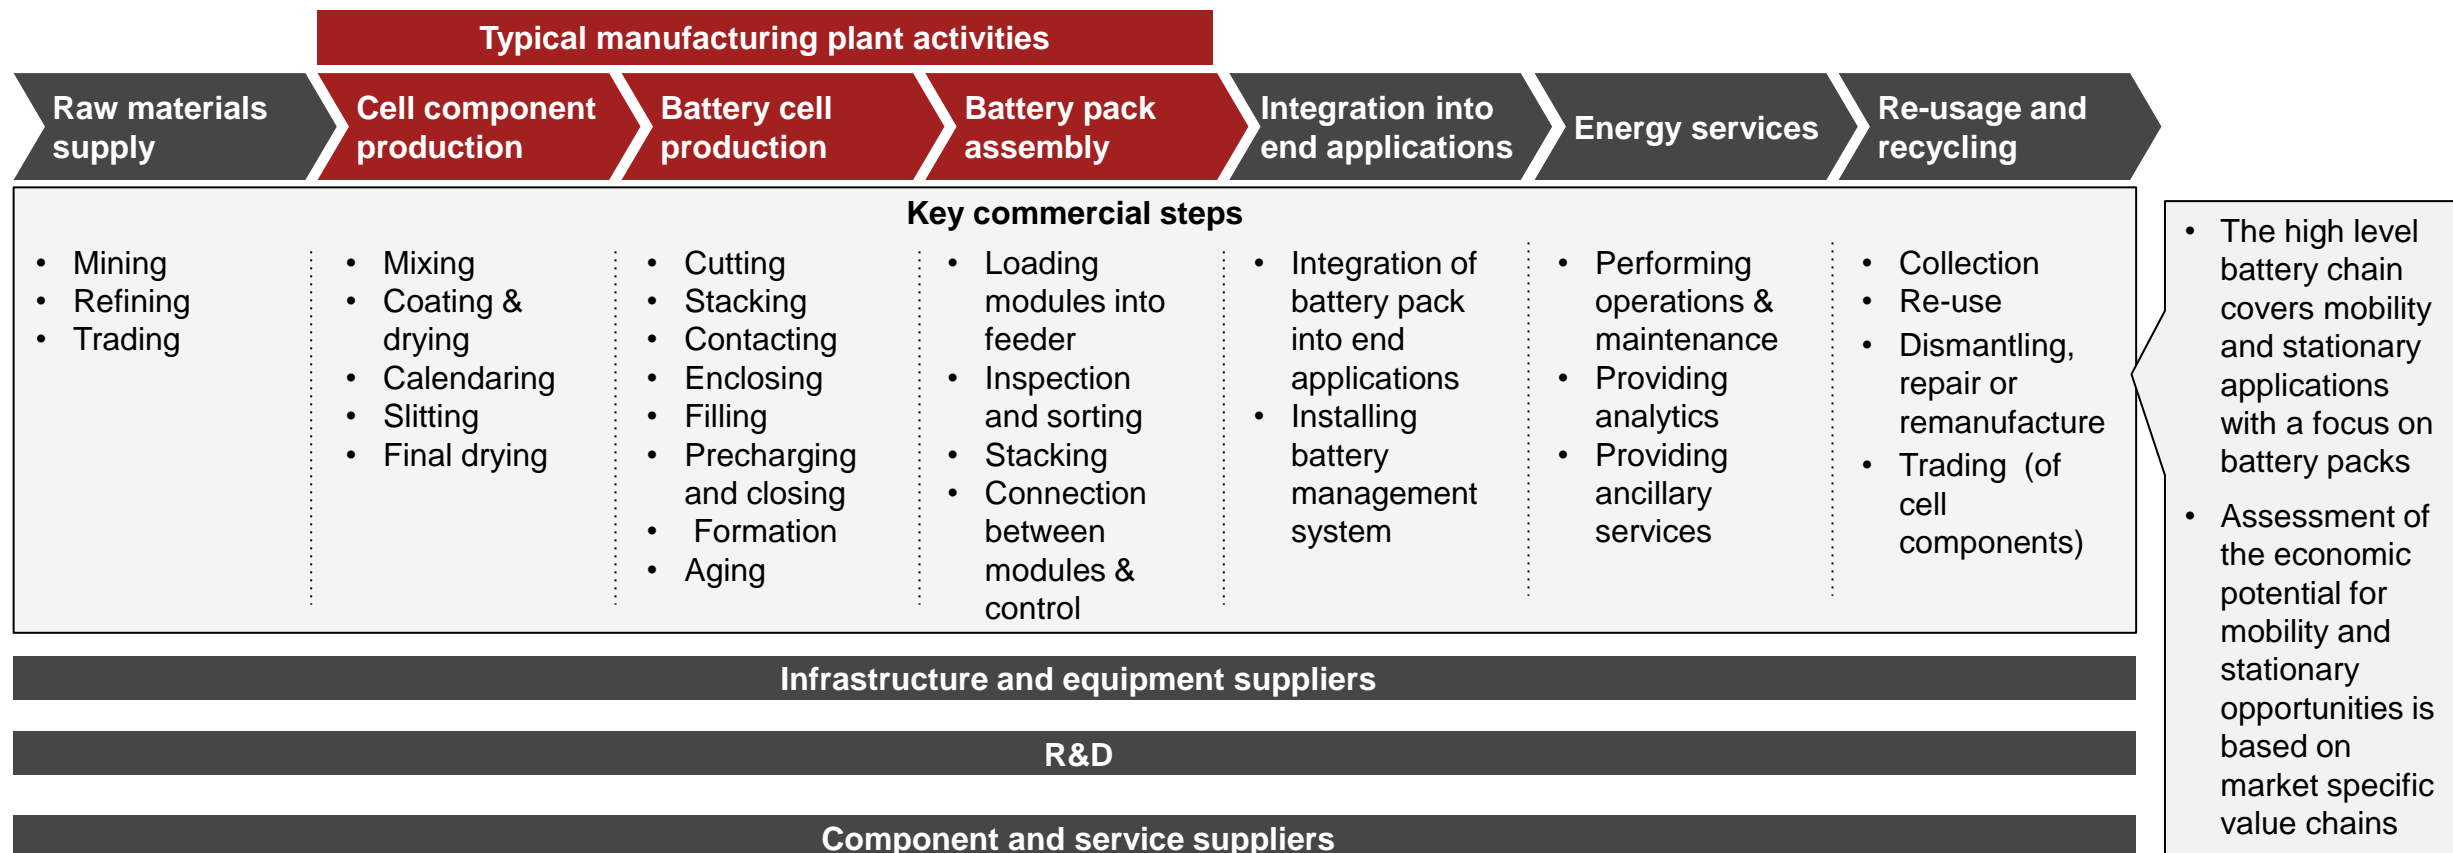 Typical manufacturing plant activities
Raw materials
supply
Cell component
production
Battery cell
production
Battery pack
assembly
Integration into
end applications
Energy services
Re-usage and
recycling
Key commercial steps
• Mining
• Refining
• Trading
• Mixing
• Coating &
drying
• Calendaring
• Slitting
• Final drying
• Cutting
• Stacking
• Contacting
• Enclosing
• Filling
• Precharging
and closing
• Formation
• Aging
• Loading
modules into
feeder
• Inspection
and sorting
• Stacking
• Connection
between
modules &
control
• Integration of
battery pack
into end
applications
• Installing
battery
management
system
• Performing
operations &
maintenance
• Providing
analytics
• Providing
ancillary
services
• Collection
• Re-use
• Dismantling,
repair or
remanufacture
• Trading (of
cell
components)
• The high level
battery chain
covers mobility
and stationary
applications
with a focus on
battery packs
• Assessment of
the economic
potential for
mobility and
stationary
opportunities is
based on
market specific
value chains
Infrastructure and equipment suppliers
R&D
Component and service suppliers